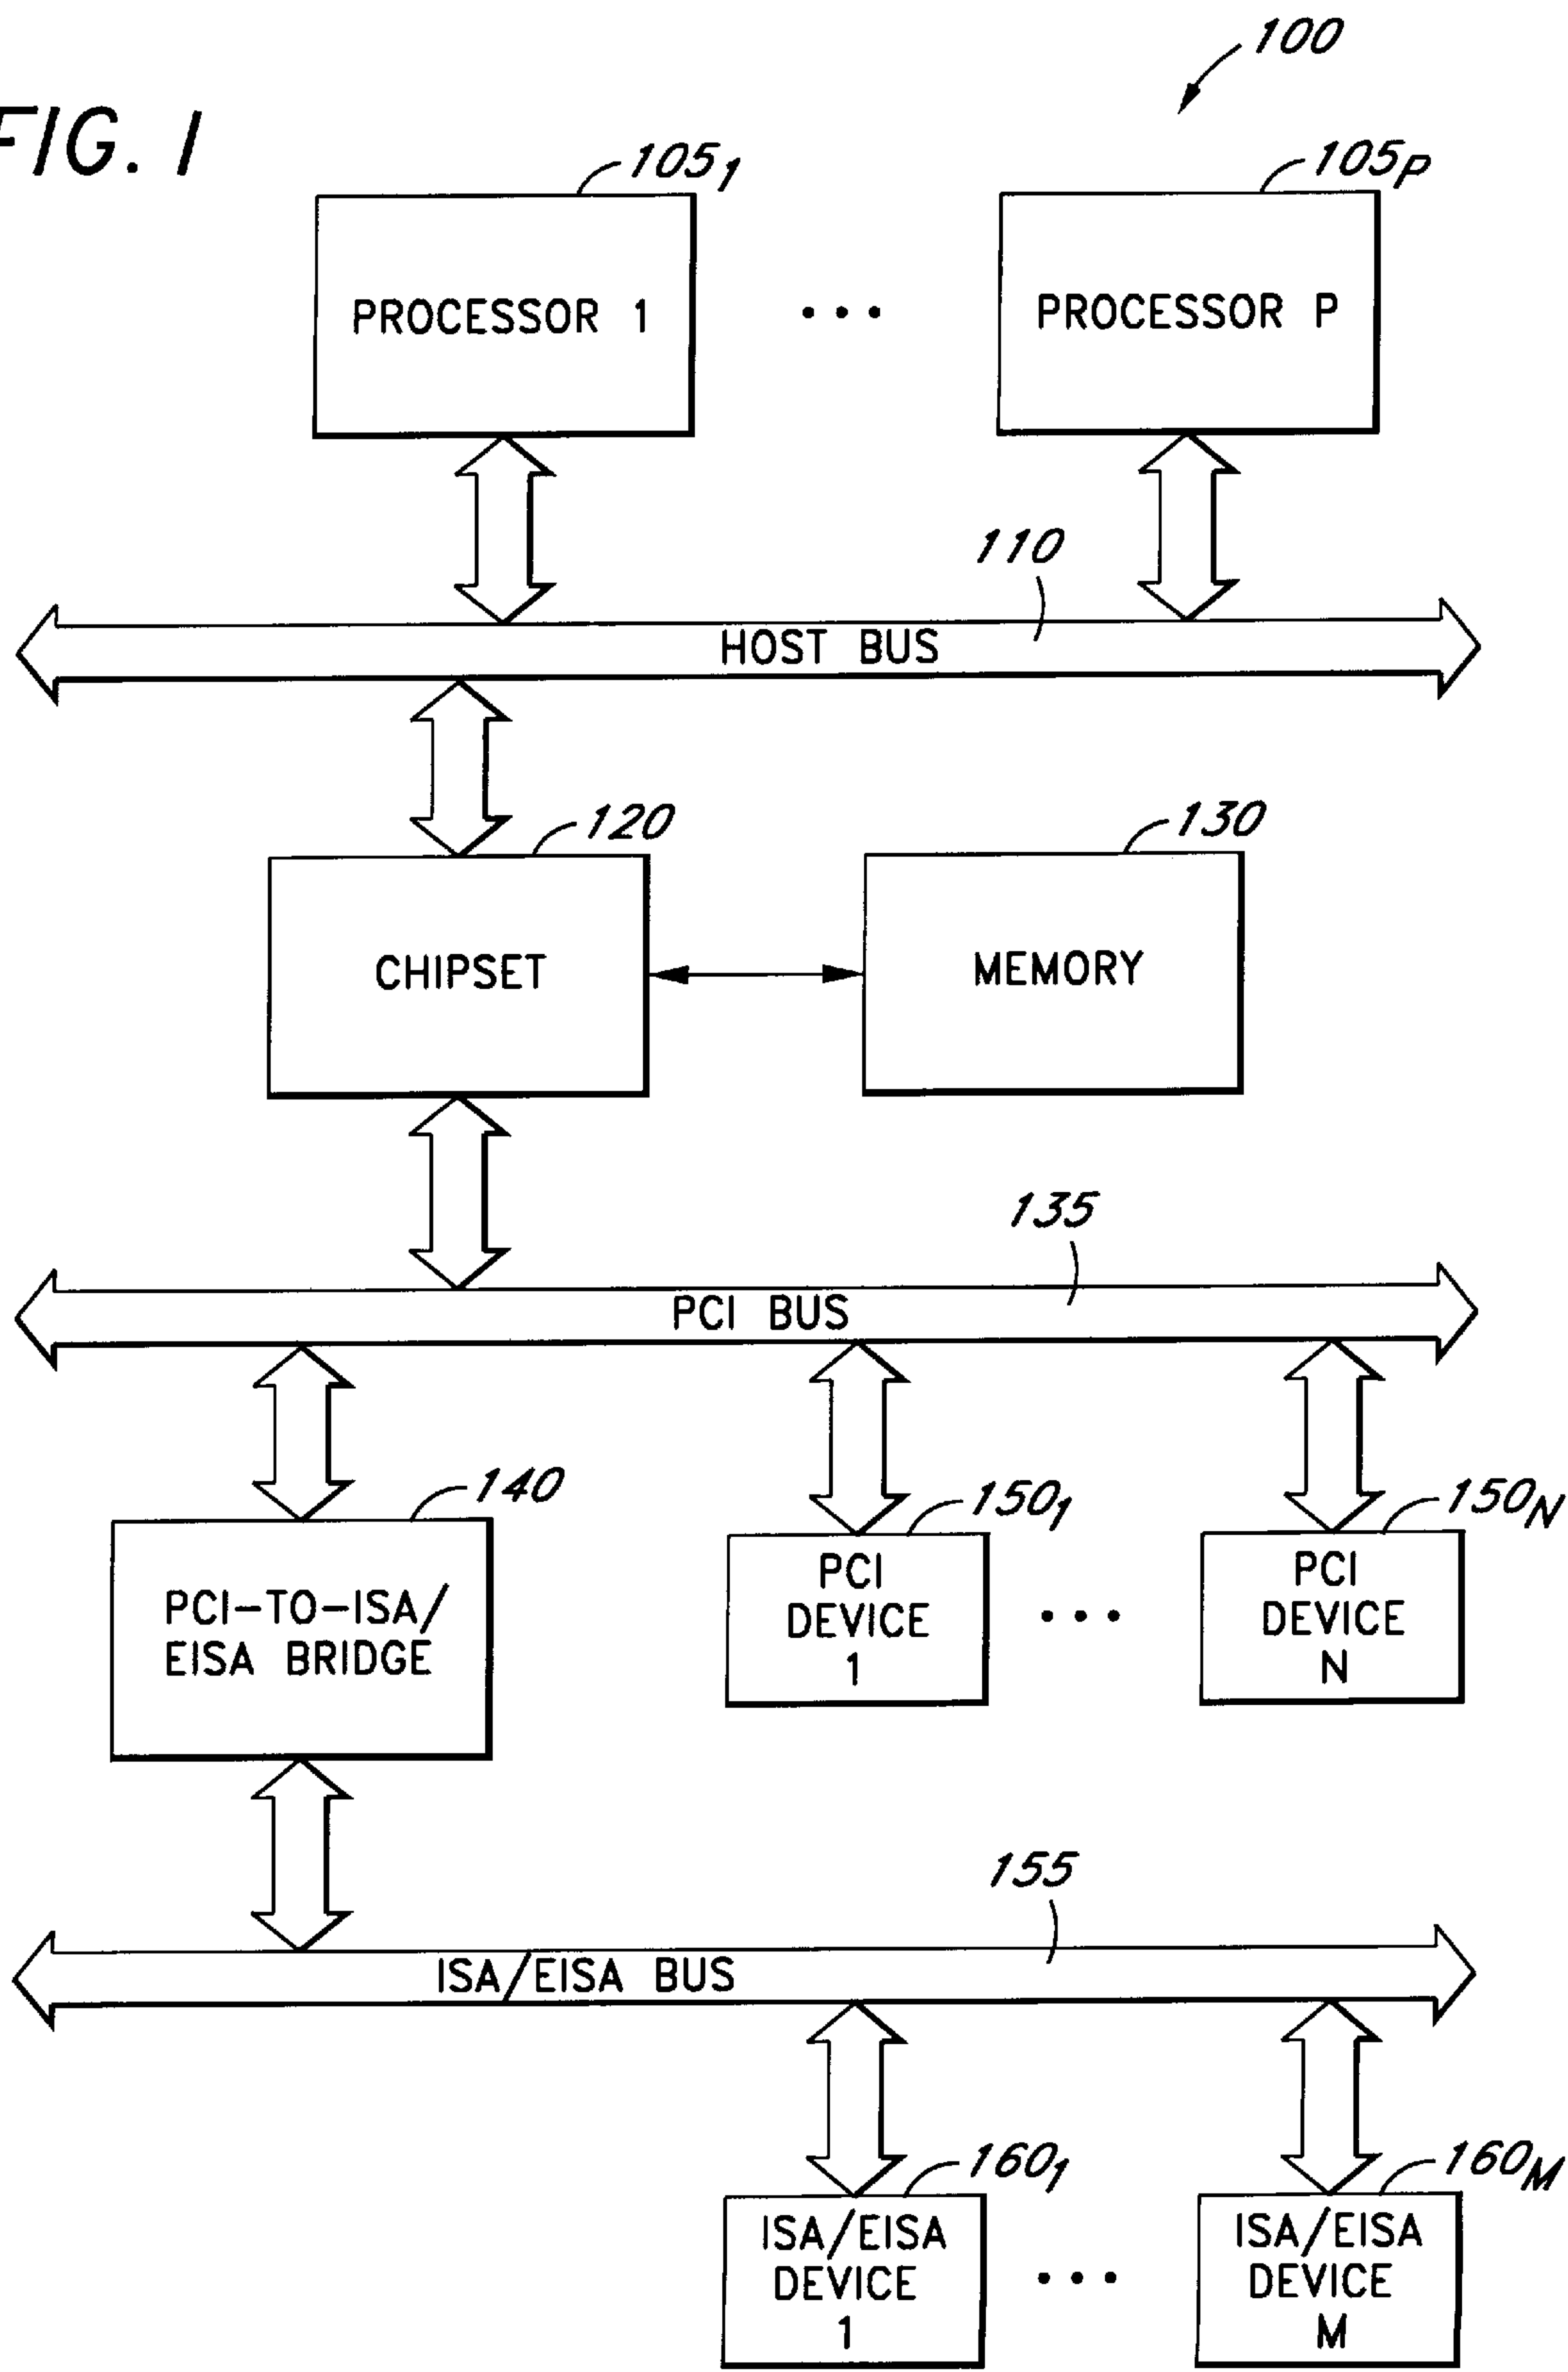 100
FIG. 1
105₁
105P
PROCESSOR 1
...
PROCESSOR P
110
HOST BUS
120
130
CHIPSET
MEMORY
135
PCI BUS
140
150₁
150N
PCI-TO-ISA/
EISA BRIDGE
PCI
DEVICE
1
...
PCI
DEVICE
N
155
ISA/EISA BUS
160₁
160M
ISA/EISA
DEVICE
1
...
ISA/EISA
DEVICE
M